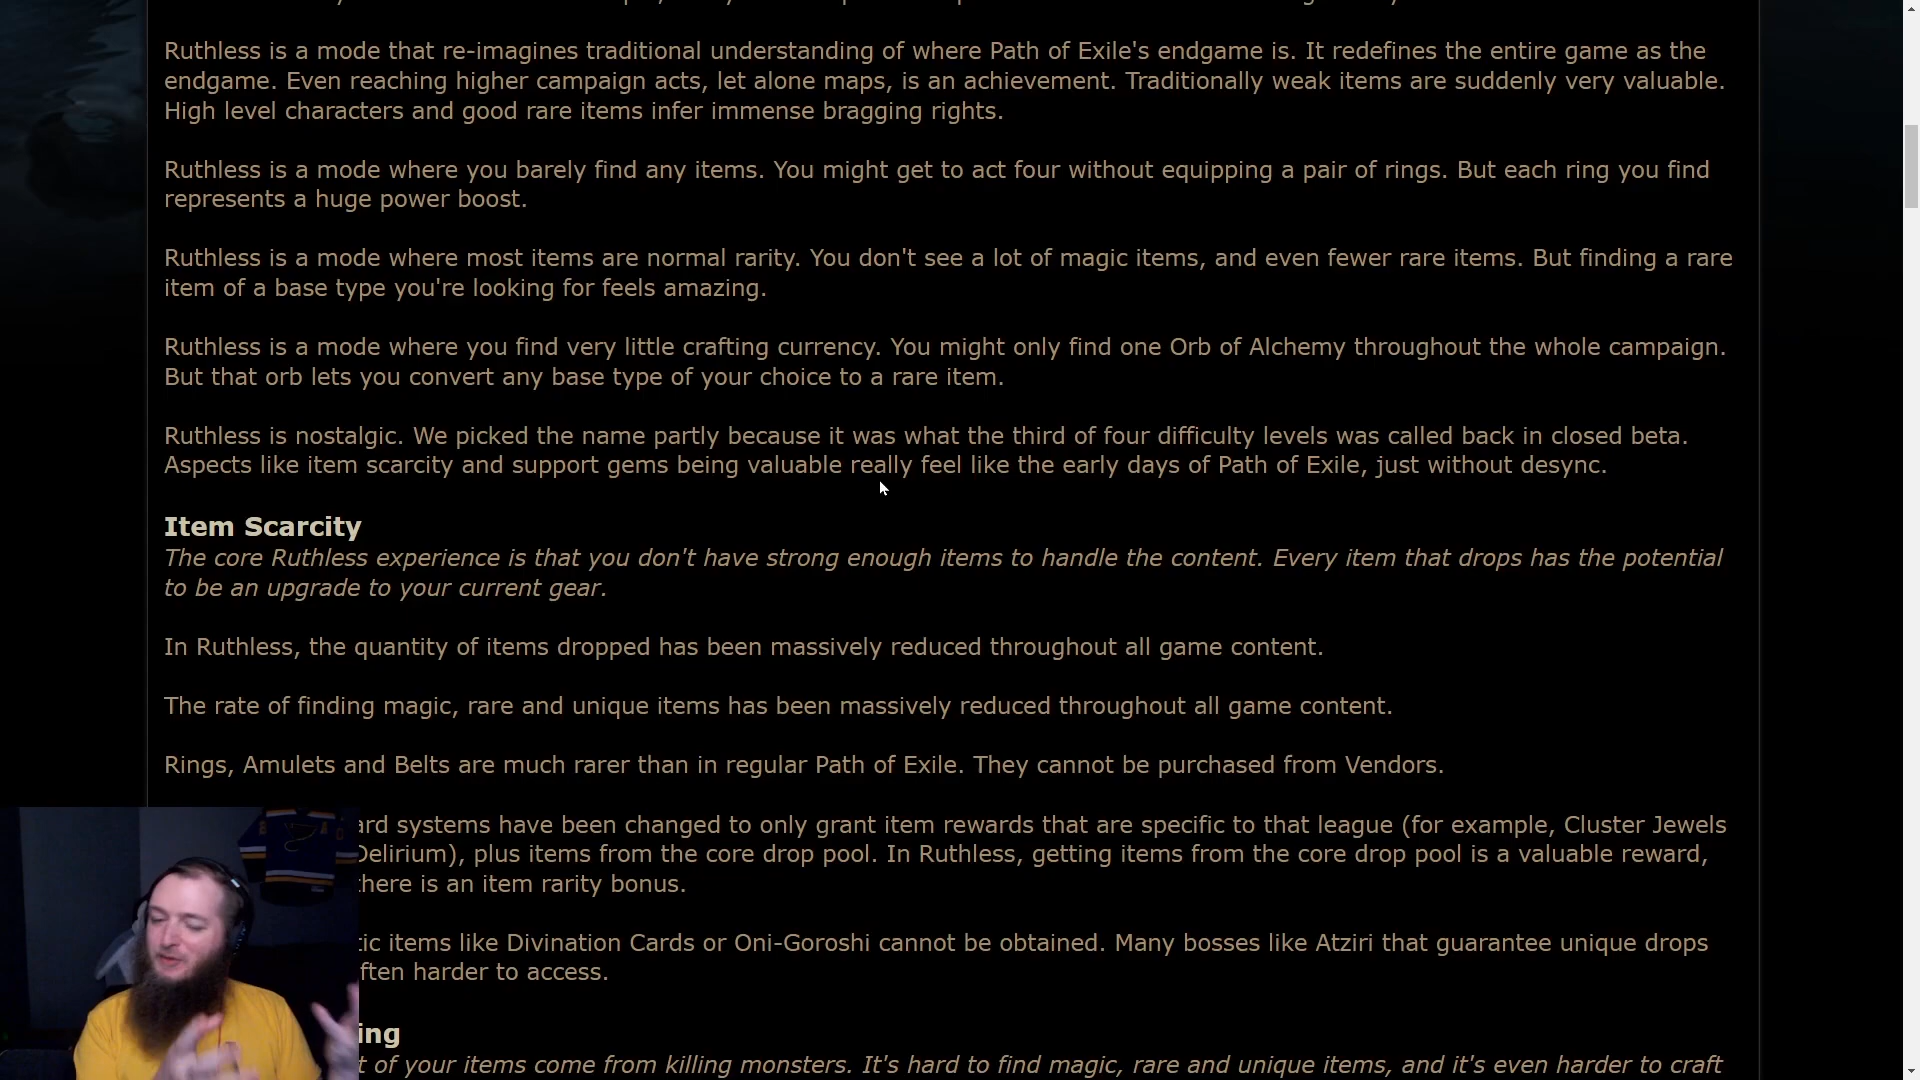 Ruthless is a mode that re-imagines traditional understanding of where Path of Exile's endgame is. It redefines the entire game as the
endgame. Even reaching higher campaign acts, let alone maps, is an achievement. Traditionally weak items are suddenly very valuable.
High level characters and good rare items infer immense bragging rights.
Ruthless is a mode where you barely find any items. You might get to act four without equipping a pair of rings. But each ring you find
represents a huge power boost.
Ruthless is a mode where most items are normal rarity. You don't see a lot of magic items, and even fewer rare items. But finding a rare
item of a base type you're looking for feels amazing.
Ruthless is a mode where you find very little crafting currency. You might only find one Orb of Alchemy throughout the whole campaign.
But that orb lets you convert any base type of your choice to a rare item.
Ruthless is nostalgic. We picked the name partly because it was what the third of four difficulty levels was called back in closed beta.
Aspects like item scarcity and support gems being valuable really feel like the early days of Path of Exile, just without desync.
Item Scarcity
The core Ruthless experience is that you don't have strong enough items to handle the content. Every item that drops has the potential
to be an upgrade to your current gear.
In Ruthless, the quantity of items dropped has been massively reduced throughout all game content.
The rate of finding magic, rare and unique items has been massively reduced throughout all game content.
Rings, Amulets and Belts are much rarer than in regular Path of Exile. They cannot be purchased from Vendors.
ard systems have been changed to only grant item rewards that are specific to that league (for example, Cluster Jewels
Delirium), plus items from the core drop pool. In Ruthless, getting items from the core drop pool is a valuable reward,
there is an item rarity bonus.
tic items like Divination Cards or Oni-Goroshi cannot be obtained. Many bosses like Atziri that guarantee unique drops
ften harder to access.
ing
t of your items come from killing monsters. It's hard to find magic, rare and unique items, and it's even harder to craft